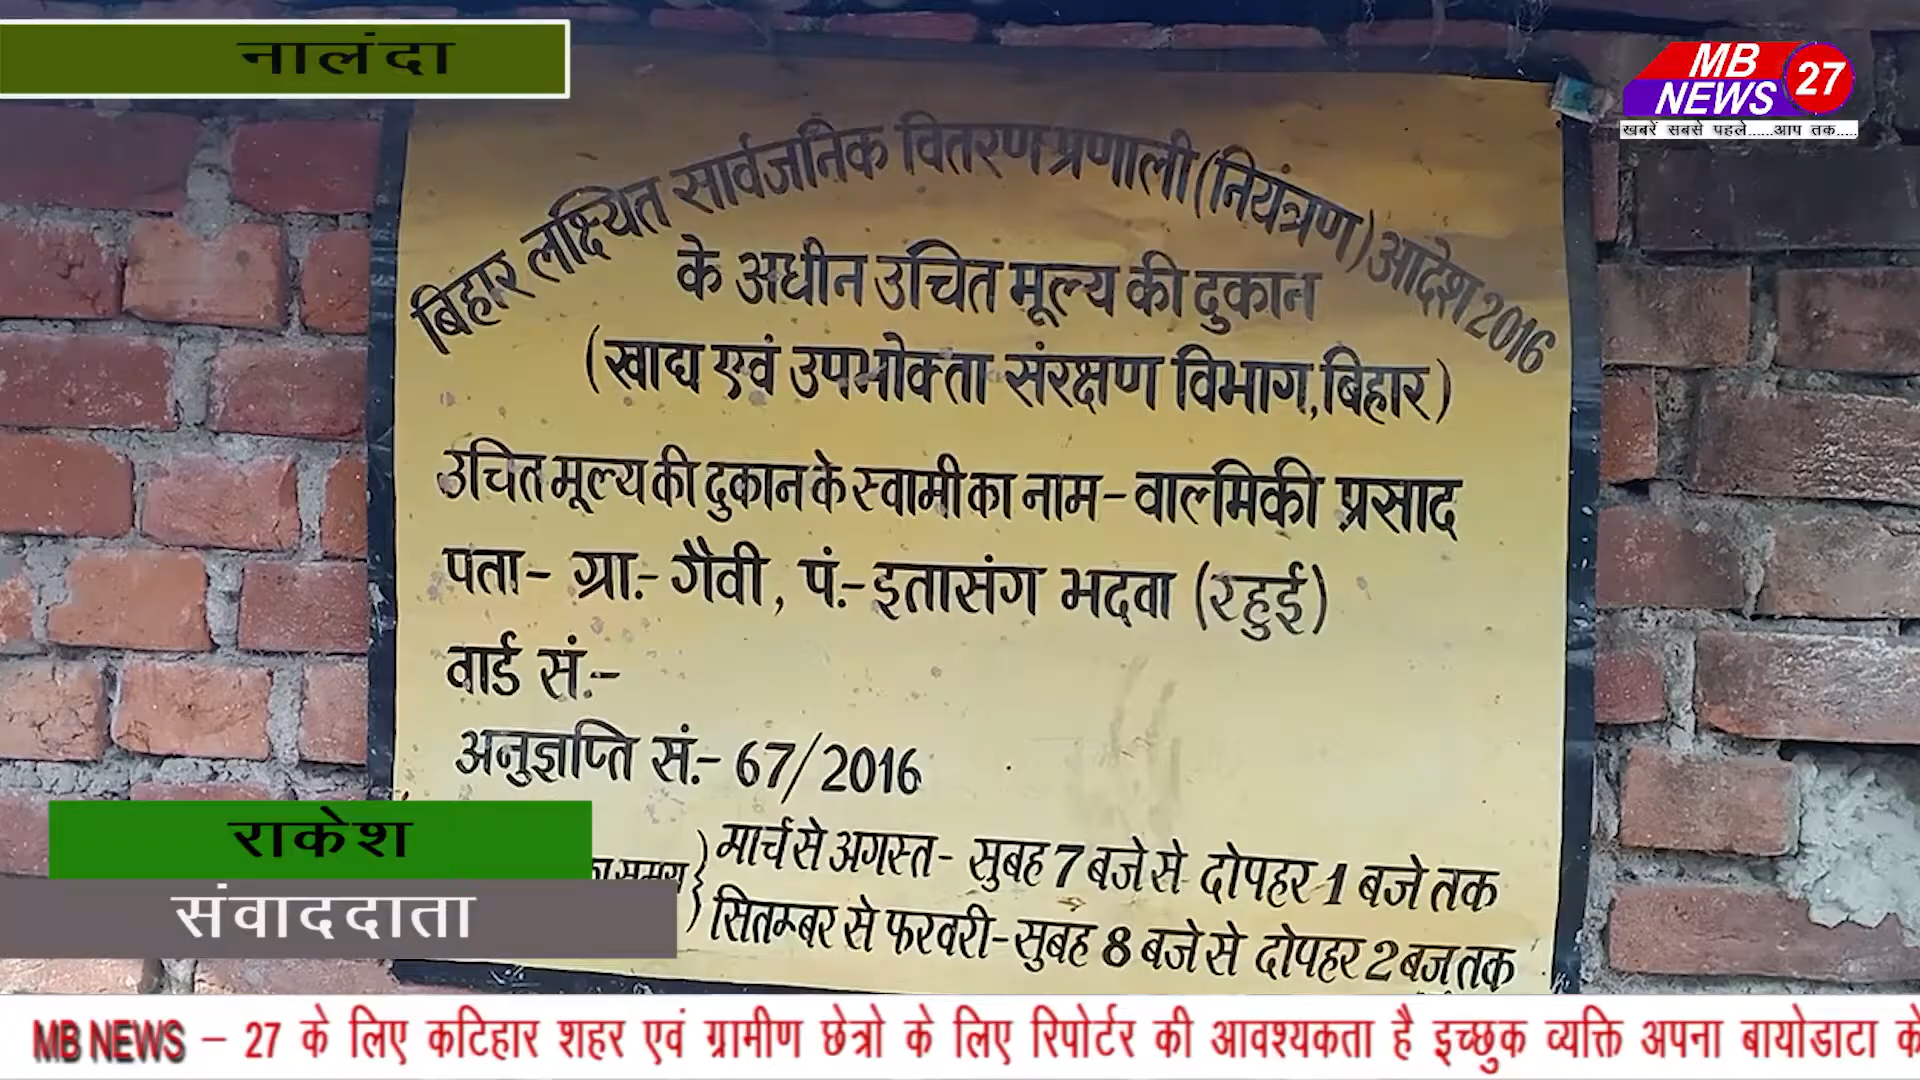 नालंदा
MB
NEWS 27
खबरें सबसे पहले......आप तक.....
बिहार लक्ष्यित सार्वजनिक वितरण प्रणाली (नियंत्रण) आदेश 2016
के अधीन उचित मूल्य की दुकान
(खाद्य एवं उपभोक्ता संरक्षण विभाग, बिहार)
उचित मूल्य की दुकान के स्वामी का नाम - वाल्मिकी प्रसाद
पता - ग्रा.- गैवी, पं.- इतासंग भदवा (रहुई)
वार्ड सं.-
अनुज्ञप्ति सं.- 67/2016
का समय } मार्च से अगस्त - सुबह 7 बजे से दोपहर 1 बजे तक
सितम्बर से फरवरी - सुबह 8 बजे से दोपहर 2 बजे तक
राकेश
संवाददाता
MB NEWS – 27 के लिए कटिहार शहर एवं ग्रामीण छेत्रो के लिए रिपोर्टर की आवश्यकता है इच्छुक व्यक्ति अपना बायोडाटा के